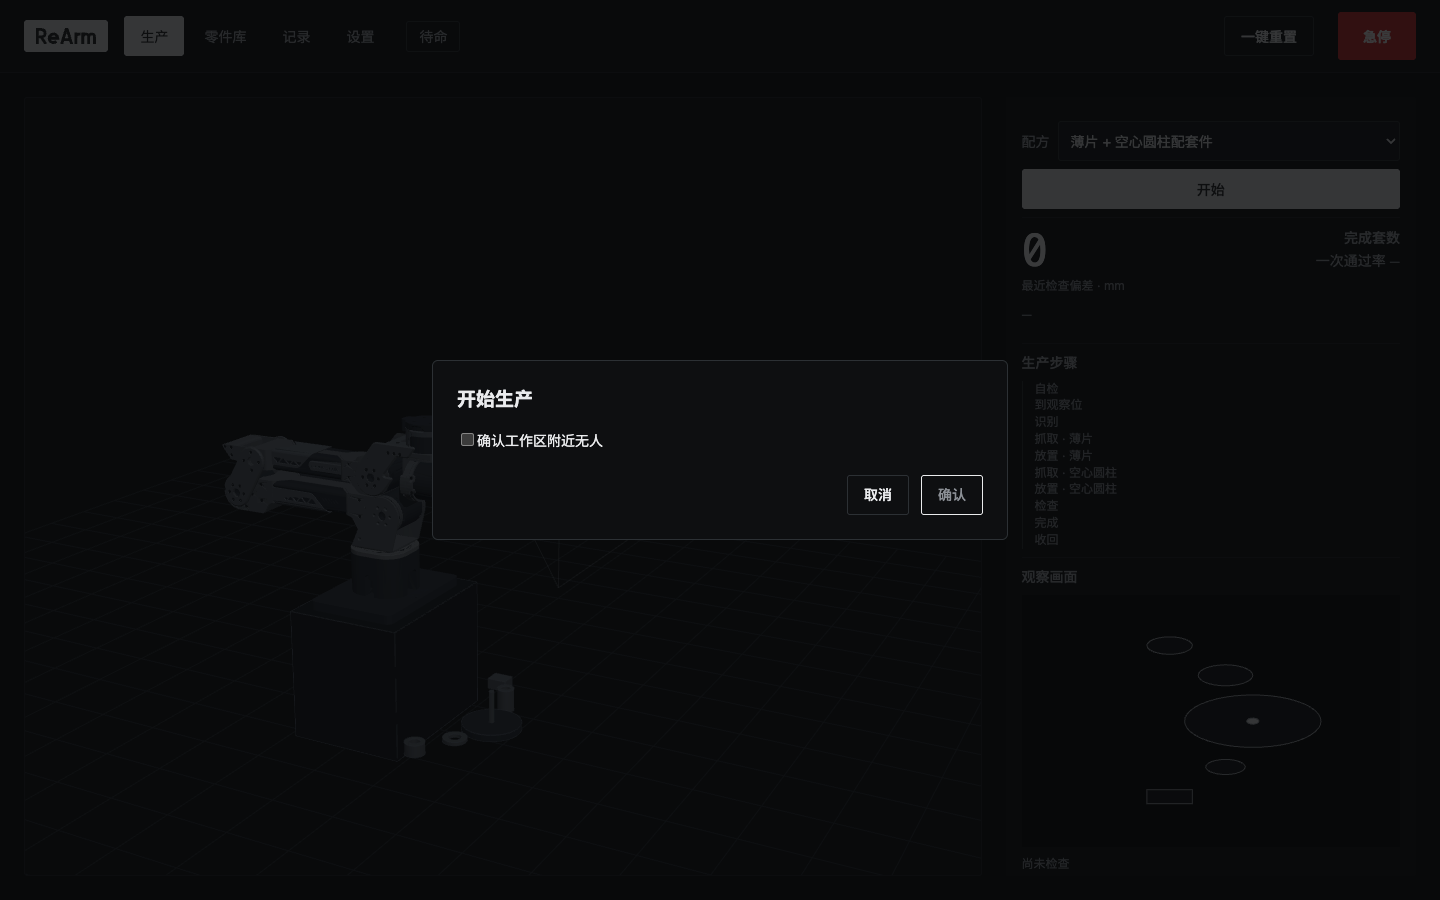 ReArm
生产
零件库
记录
设置
待命
一键重置
急停
配方
薄片 + 空心圆柱配套件
开始
0
完成套数
一次通过率 —
最近检查偏差 · mm
—
生产步骤
自检
到观察位
识别
抓取 · 薄片
放置 · 薄片
抓取 · 空心圆柱
放置 · 空心圆柱
检查
完成
收回
观察画面
尚未检查
开始生产
确认工作区附近无人
取消
确认